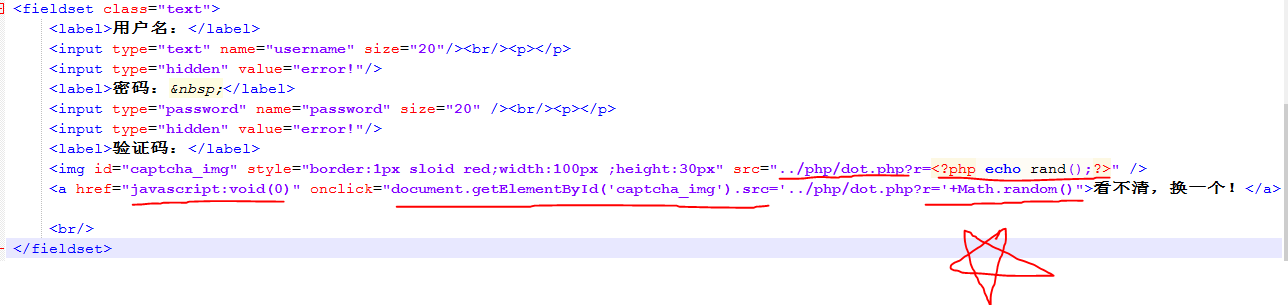 <fieldset class="text">
<label>用户名：</label>
<input type="text" name="username" size="20"/><br/><p></p>
<input type="hidden" value="error!"/>
<label>密码：&nbsp;</label>
<input type="password" name="password" size="20" /><br/><p></p>
<input type="hidden" value="error!"/>
<label>验证码：</label>
<img id="captcha_img" style="border:1px sloid red;width:100px ;height:30px" src="../php/dot.php?r=<?php echo rand();?>" />
<a href="javascript:void(0)" onclick="document.getElementById('captcha_img').src='../php/dot.php?r='+Math.random()">看不清，换一个！</a>
<br/>
</fieldset>